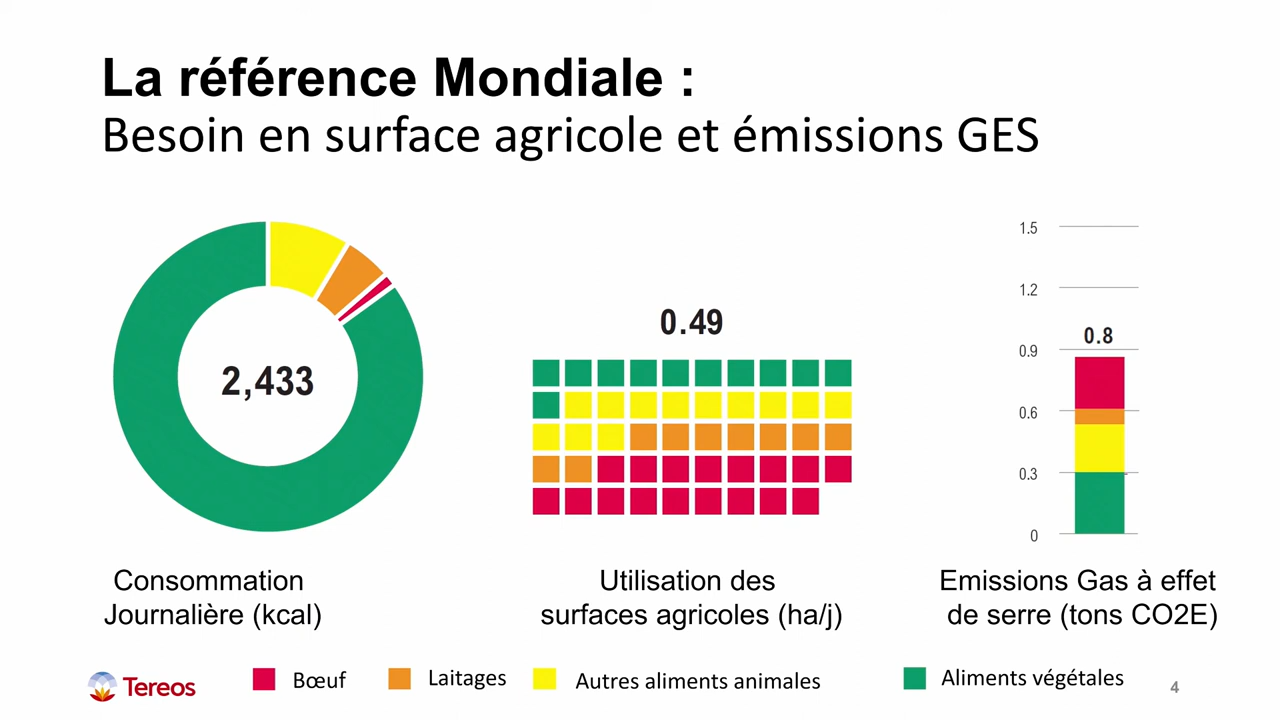 La référence Mondiale :
Besoin en surface agricole et émissions GES
2,433
Consommation
Journalière (kcal)
0.49
Utilisation des
surfaces agricoles (ha/j)
1.5
1.2
0.9
0.6
0.3
0
0.8
Emissions Gas à effet
de serre (tons CO2E)
Tereos
Bœuf
Laitages
Autres aliments animales
Aliments végétales
4